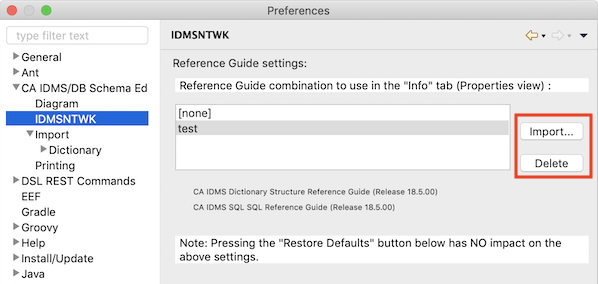 Preferences
type filter text
General
Ant
CA IDMS/DB Schema Ed
Diagram
IDMSNTWK
Import
Dictionary
Printing
DSL REST Commands
EEF
Gradle
Groovy
Help
Install/Update
Java
IDMSNTWK
Reference Guide settings:
Reference Guide combination to use in the "Info" tab (Properties view) :
[none]
test
Import...
Delete
CA IDMS Dictionary Structure Reference Guide (Release 18.5.00)
CA IDMS SQL SQL Reference Guide (Release 18.5.00)
Note: Pressing the "Restore Defaults" button below has NO impact on the
above settings.